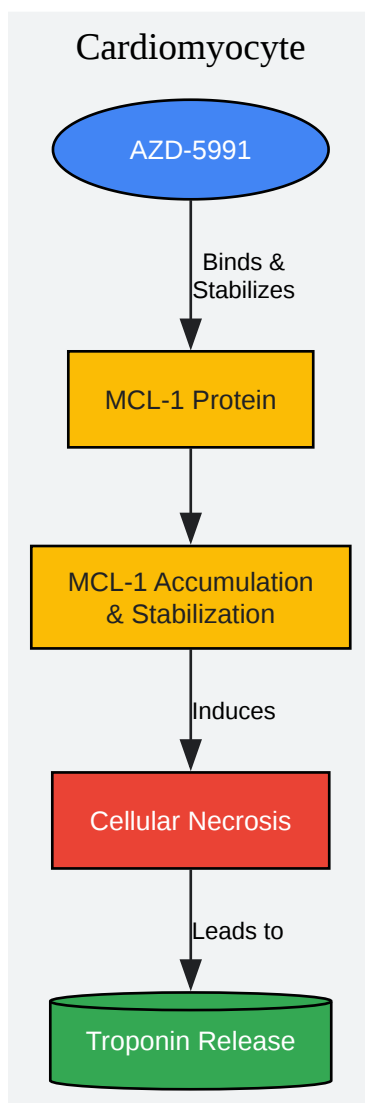 Cardiomyocyte
AZD-5991
Binds &
Stabilizes
MCL-1 Protein
MCL-1 Accumulation
& Stabilization
Induces
Cellular Necrosis
Leads to
Troponin Release